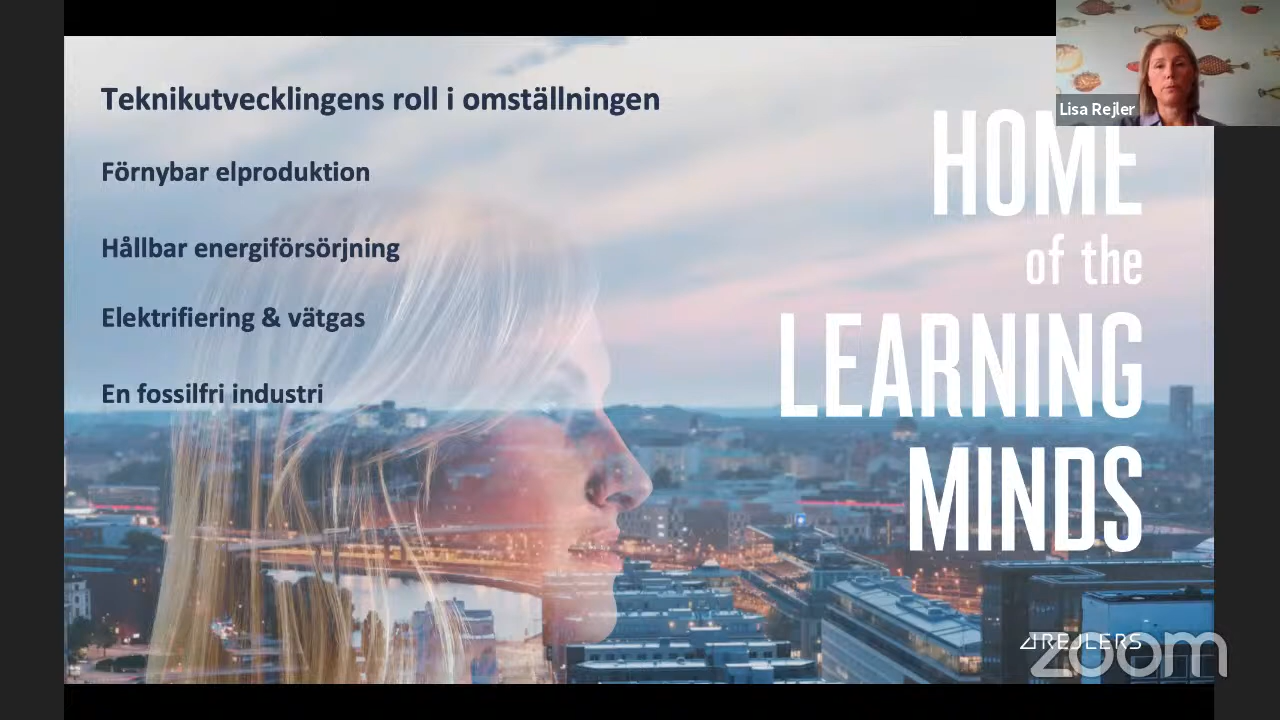 Teknikutvecklingens roll i omställningen
Förnybar elproduktion
Hållbar energiförsörjning
Elektrifiering & vätgas
En fossilfri industri
Lisa Rejler
HOME
of the
LEARNING
MINDS
REJLERS
zoom